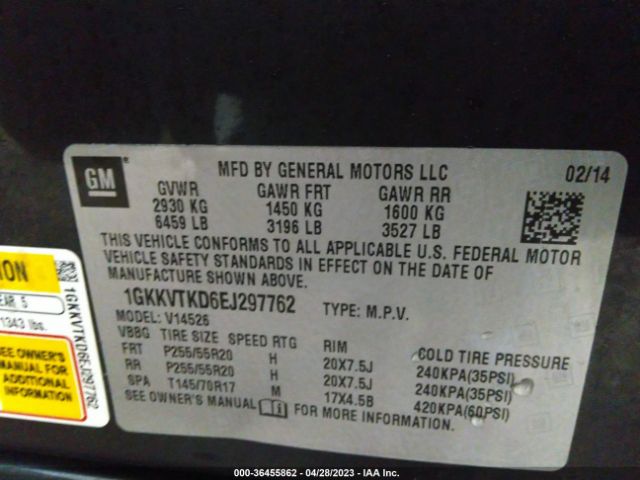 GM
MFD BY GENERAL MOTORS LLC 02/14
GVWR GAWR FRT GAWR RR
2930 KG 1450 KG 1600 KG
6459 LB 3196 LB 3527 LB
THIS VEHICLE CONFORMS TO ALL APPLICABLE U.S. FEDERAL MOTOR
VEHICLE SAFETY STANDARDS IN EFFECT ON THE DATE OF
MANUFACTURE SHOWN ABOVE.
1GKKVTKD6EJ297762 TYPE: M.P.V.
MODEL: V14526
VBBG TIRE SIZE SPEED RTG RIM COLD TIRE PRESSURE
FRT P255/55R20 H 20X7.5J 240KPA(35PSI)
RR P255/55R20 H 20X7.5J 240KPA(35PSI)
SPA T145/70R17 M 17X4.5B 420KPA(60PSI)
SEE OWNER'S MANUAL FOR ADDITIONAL INFORMATION
EAR 5
1343 lbs.
SEE OWNER'S
MANUAL FOR
ADDITIONAL
INFORMATION
1GKKVTKD6EJ297762
000-36455862 - 04/28/2023 - IAA Inc.